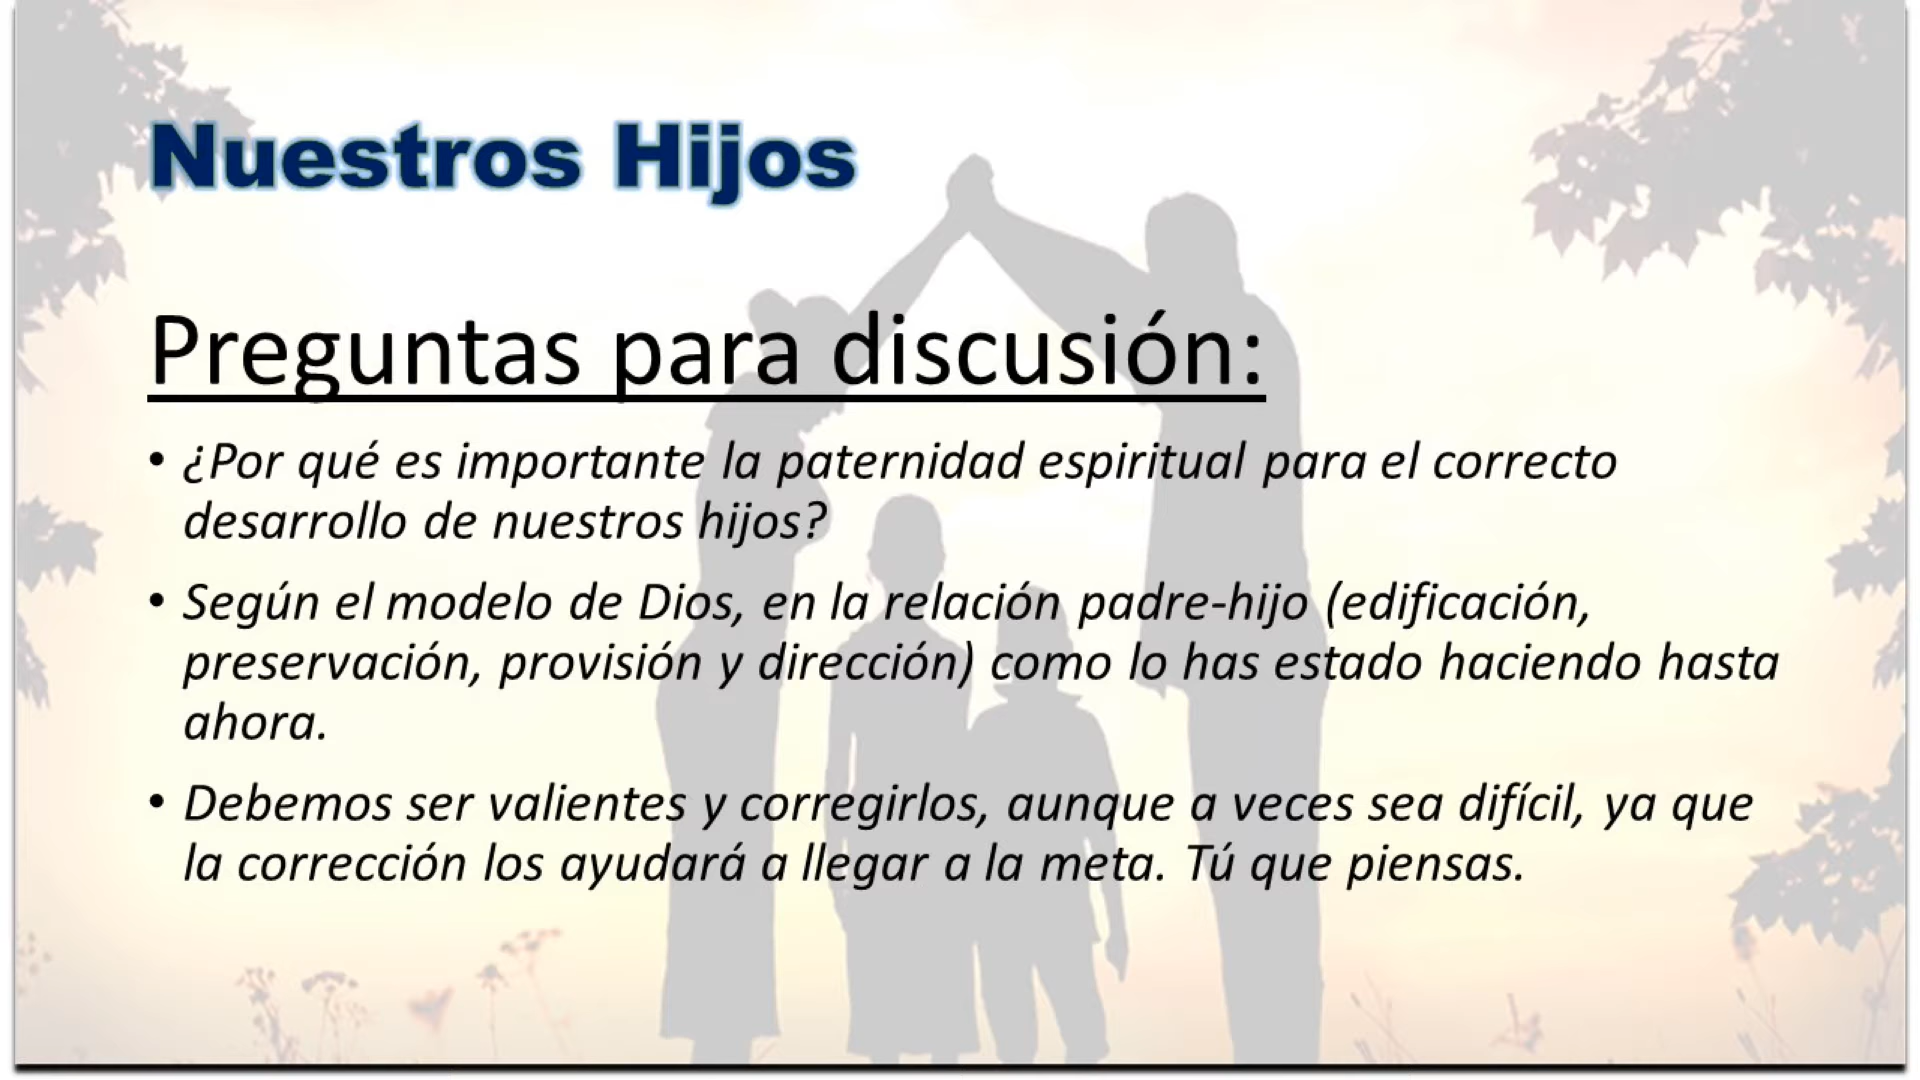 Nuestros Hijos
Preguntas para discusión:
• ¿Por qué es importante la paternidad espiritual para el correcto
desarrollo de nuestros hijos?
• Según el modelo de Dios, en la relación padre-hijo (edificación,
preservación, provisión y dirección) como lo has estado haciendo hasta
ahora.
• Debemos ser valientes y corregirlos, aunque a veces sea difícil, ya que
la corrección los ayudará a llegar a la meta. Tú que piensas.